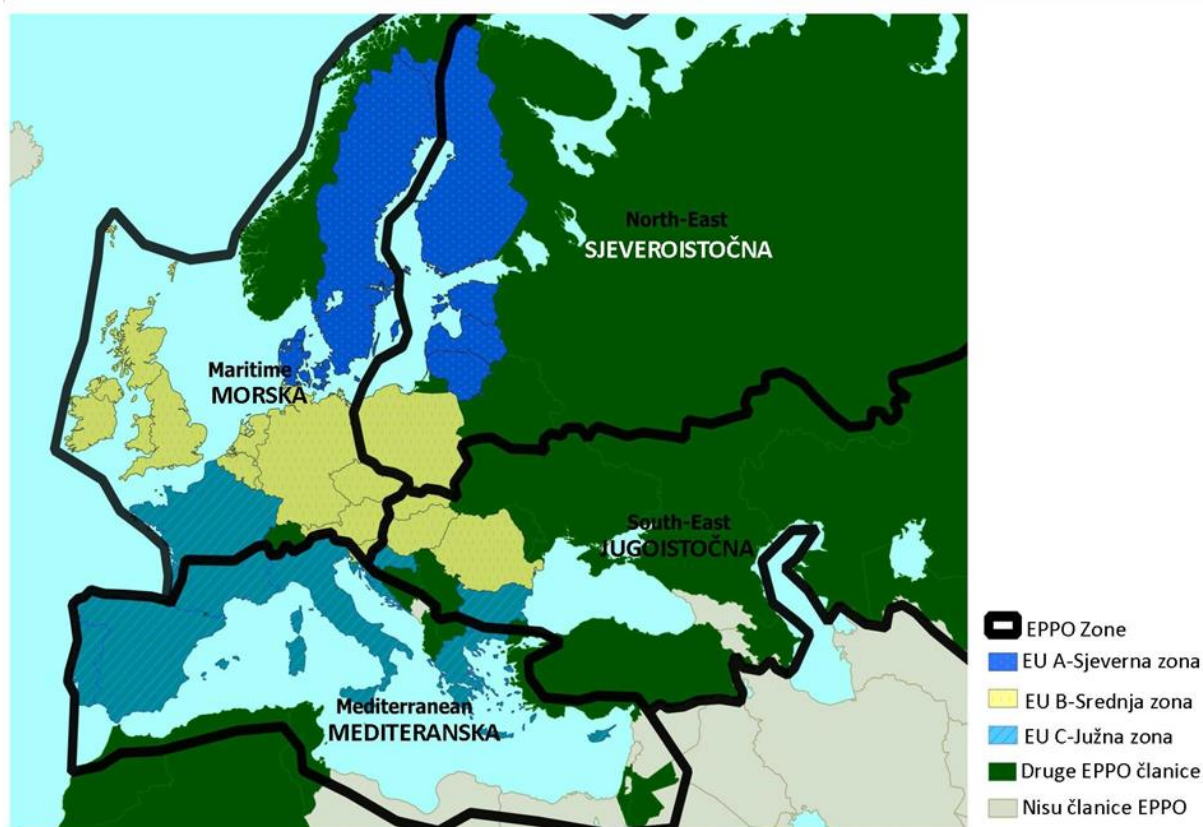 North-East
SJEVEROISTOČNA
Maritime
MORSKA
South-East
JUGOISTOČNA
Mediterranean
MEDITERANSKA
EPPO Zone
EU A-Sjeverna zona
EU B-Srednja zona
EU C-Južna zona
Druge EPPO članice
Nisu članice EPPO